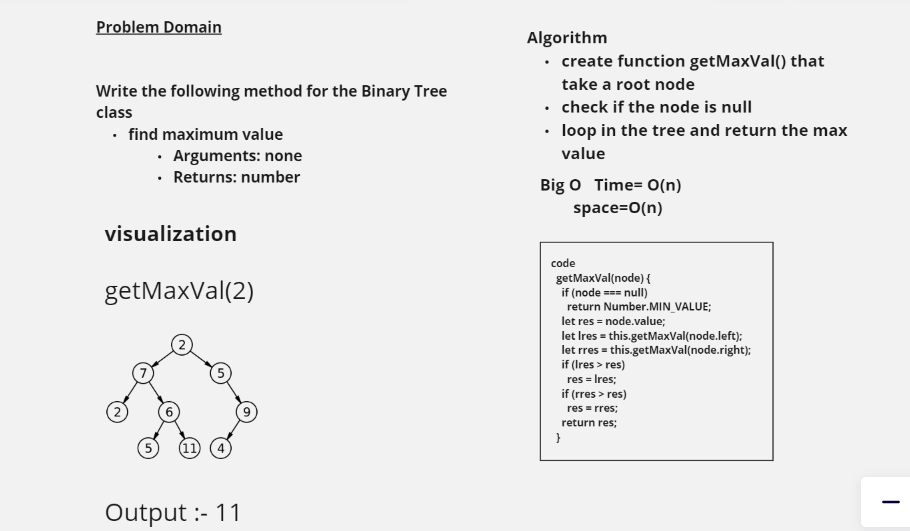 Problem Domain
Write the following method for the Binary Tree
class
• find maximum value
• Arguments: none
• Returns: number
visualization
getMaxVal(2)
2
7 5
2 6 9
5 11 4
Output :- 11
Algorithm
• create function getMaxVal() that
take a root node
• check if the node is null
• loop in the tree and return the max
value
Big O Time= O(n)
space=O(n)
code
getMaxVal(node) {
if (node === null)
return Number.MIN_VALUE;
let res = node.value;
let lres = this.getMaxVal(node.left);
let rres = this.getMaxVal(node.right);
if (lres > res)
res = lres;
if (rres > res)
res = rres;
return res;
}